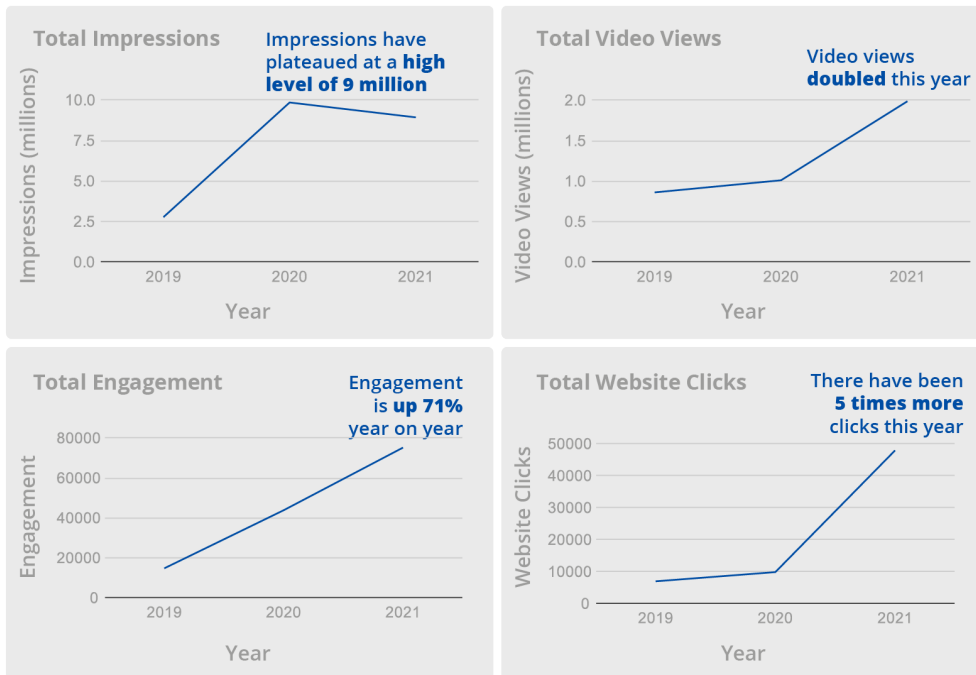 Total Impressions
Impressions have
plateaued at a high
level of 9 million
Impressions (millions)
10.0
7.5
5.0
2.5
0.0
2019 2020 2021
Year
Total Video Views
Video views
doubled this year
Video Views (millions)
2.0
1.5
1.0
0.5
0.0
2019 2020 2021
Year
Total Engagement
Engagement
is up 71%
year on year
Engagement
80000
60000
40000
20000
0
2019 2020 2021
Year
Total Website Clicks
There have been
5 times more
clicks this year
Website Clicks
50000
40000
30000
20000
10000
0
2019 2020 2021
Year